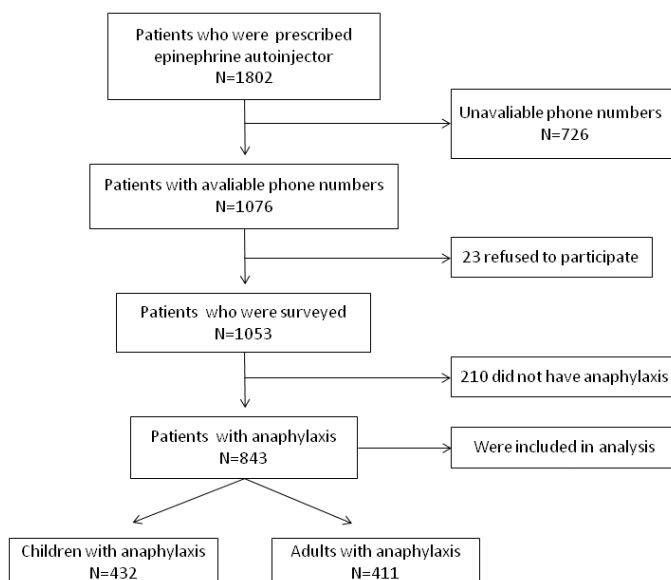 Patients who were prescribed
epinephrine autoinjector
N=1802
Unavaliable phone numbers
N=726
Patients with avaliable phone numbers
N=1076
23 refused to participate
Patients who were surveyed
N=1053
210 did not have anaphylaxis
Patients with anaphylaxis
N=843
Were included in analysis
Children with anaphylaxis
N=432
Adults with anaphylaxis
N=411